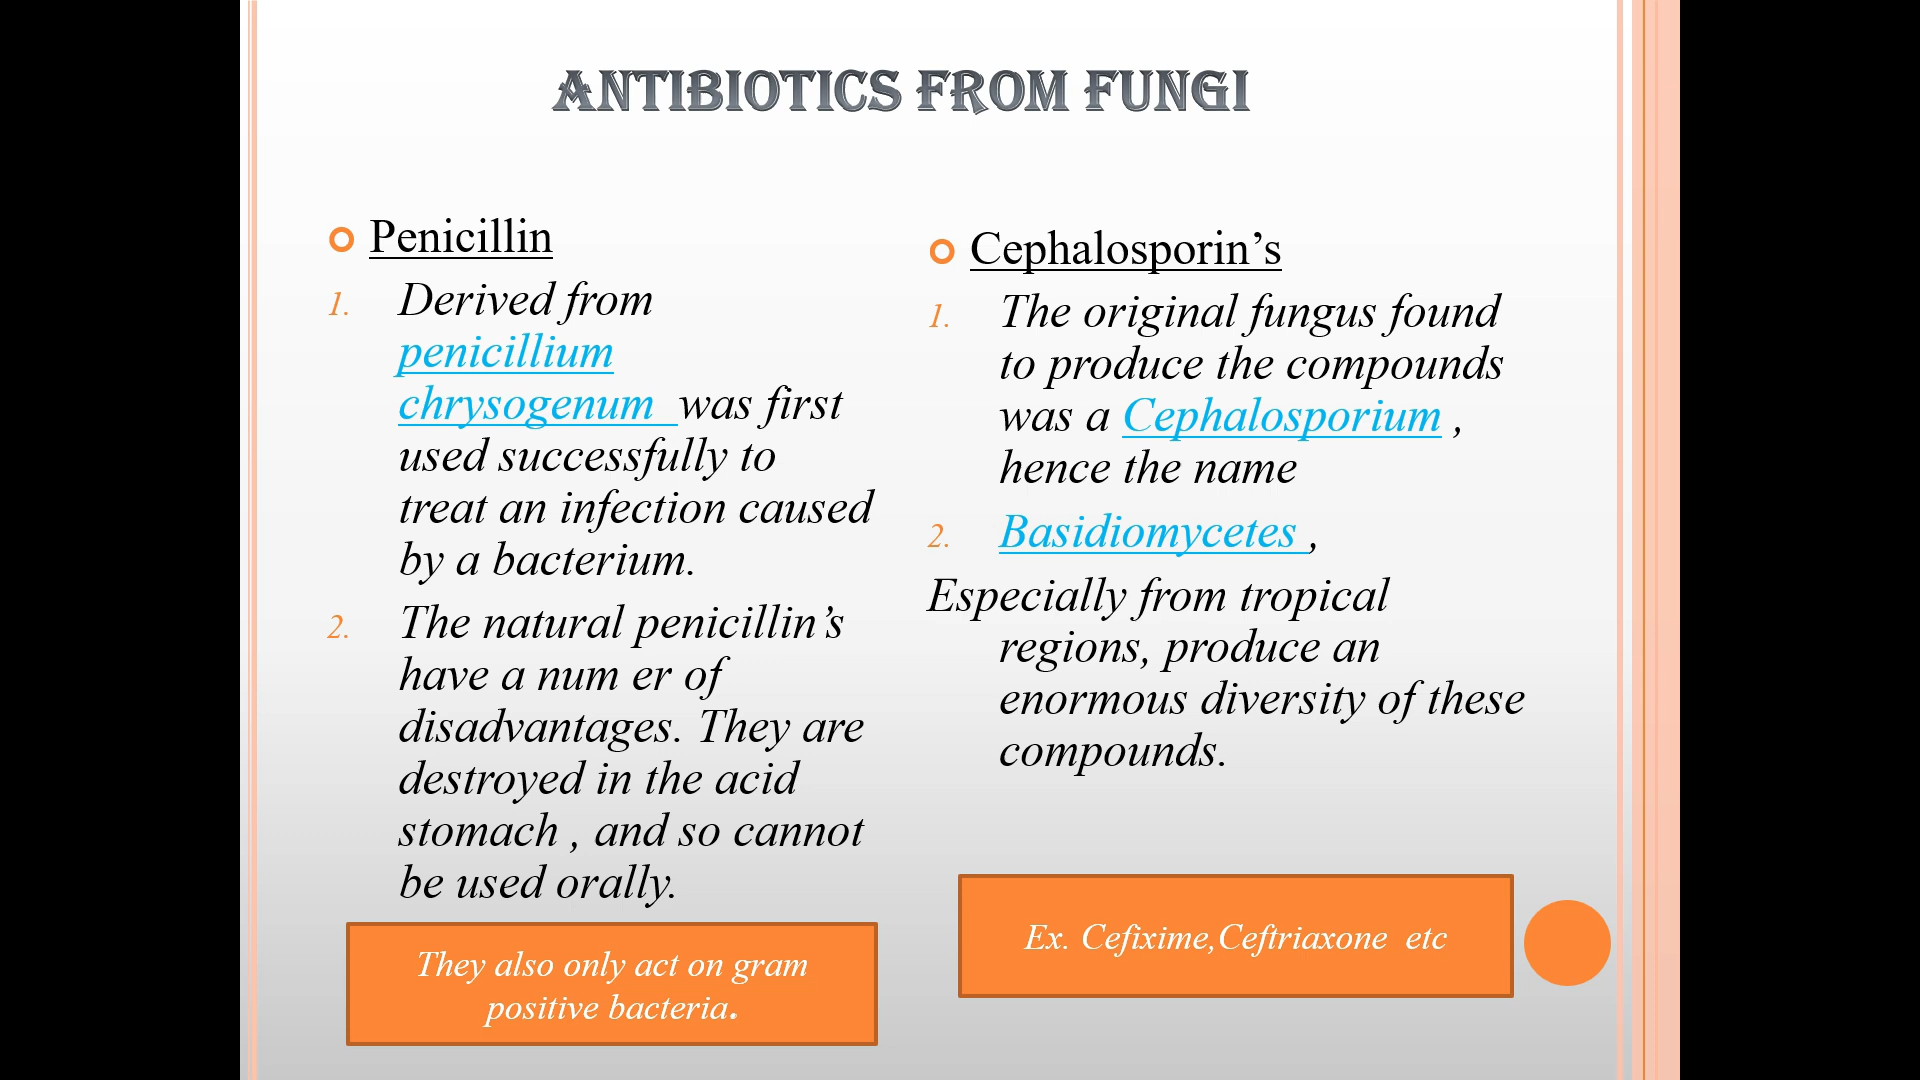 ANTIBIOTICS FROM FUNGI
Penicillin
1. Derived from
penicillium
chrysogenum was first
used successfully to
treat an infection caused
by a bacterium.
2. The natural penicillin’s
have a num er of
disadvantages. They are
destroyed in the acid
stomach , and so cannot
be used orally.
They also only act on gram
positive bacteria.
Cephalosporin’s
1. The original fungus found
to produce the compounds
was a Cephalosporium ,
hence the name
2. Basidiomycetes ,
Especially from tropical
regions, produce an
enormous diversity of these
compounds.
Ex. Cefixime,Ceftriaxone etc